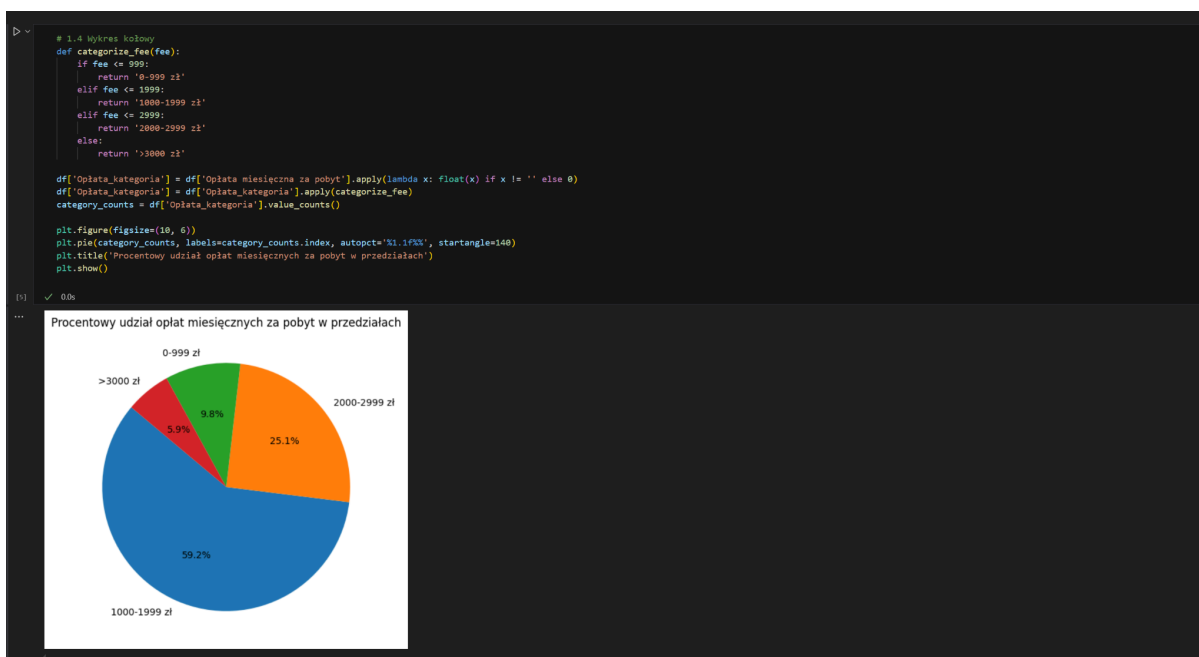 # 1.4 Wykres kołowy
def categorize_fee(fee):
    if fee <= 999:
        return '0-999 zł'
    elif fee <= 1999:
        return '1000-1999 zł'
    elif fee <= 2999:
        return '2000-2999 zł'
    else:
        return '>3000 zł'
df['Opłata_kategoria'] = df['Opłata miesięczna za pobyt'].apply(lambda x: float(x) if x != '' else 0)
df['Opłata_kategoria'] = df['Opłata_kategoria'].apply(categorize_fee)
category_counts = df['Opłata_kategoria'].value_counts()
plt.figure(figsize=(10, 6))
plt.pie(category_counts, labels=category_counts.index, autopct='%1.1f%%', startangle=140)
plt.title('Procentowy udział opłat miesięcznych za pobyt w przedziałach')
plt.show()
[5] ✓ 0.0s
...
Procentowy udział opłat miesięcznych za pobyt w przedziałach
0-999 zł
>3000 zł
2000-2999 zł
9.8%
5.9%
25.1%
59.2%
1000-1999 zł